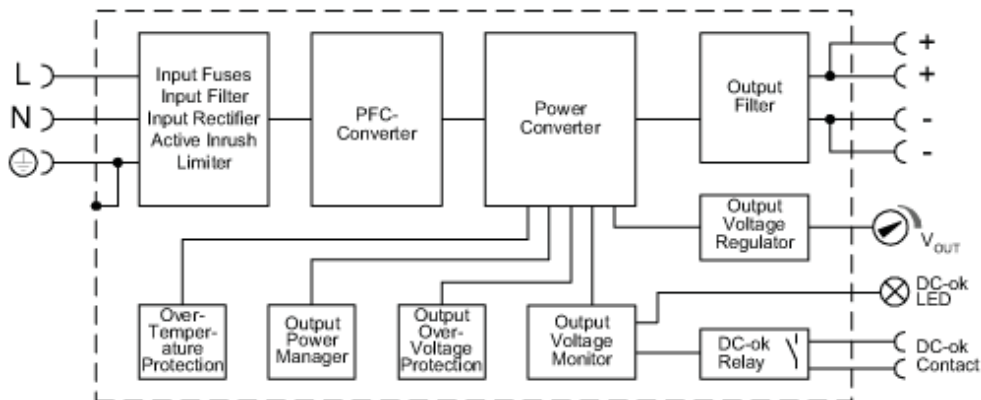 L
N
Input Fuses
Input Filter
Input Rectifier
Active Inrush
Limiter
PFC-
Converter
Power
Converter
Output
Filter
+
+
-
-
Output
Voltage
Regulator
VOUT
Over-
Temper-
ature
Protection
Output
Power
Manager
Output
Over-
Voltage
Protection
Output
Voltage
Monitor
DC-ok
Relay
DC-ok
LED
DC-ok
Contact